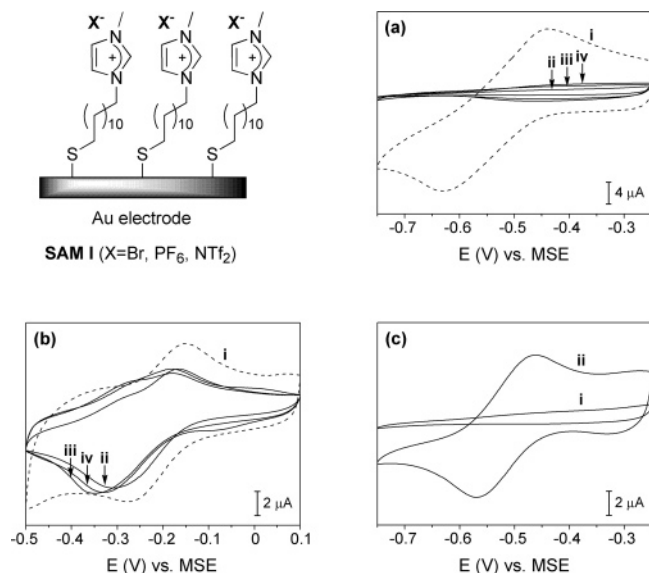 X⁻ X⁻ X⁻
N N N
+ + +
N N N
( )10 ( )10 ( )10
S S S
Au electrode
SAM I (X=Br, PF₆, NTf₂)
(a)
i
ii iii iv
4 μA
-0.7 -0.6 -0.5 -0.4 -0.3
E (V) vs. MSE
(b)
i
iii iv ii
2 μA
-0.5 -0.4 -0.3 -0.2 -0.1 0 0.1
E (V) vs. MSE
(c)
ii
i
2 μA
-0.7 -0.6 -0.5 -0.4 -0.3
E (V) vs. MSE